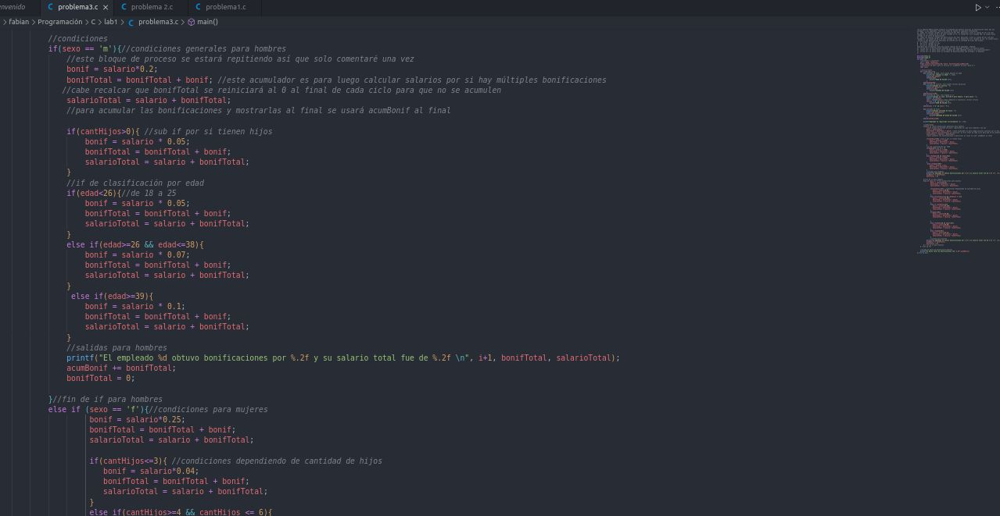 nvenido C problema3.c × C problema 2.c C problema1.c
> fabian > Programación > C > lab1 > C problema3.c > main()
//condiciones
if(sexo == 'm'){//condiciones generales para hombres
//este bloque de proceso se estará repitiendo así que solo comentaré una vez
bonif = salario*0.2;
bonifTotal = bonifTotal + bonif; //este acumulador es para luego calcular salarios por si hay múltiples bonificaciones
//cabe recalcar que bonifTotal se reiniciará al 0 al final de cada ciclo para que no se acumulen
salarioTotal = salario + bonifTotal;
//para acumular las bonificaciones y mostrarlas al final se usará acumBonif al final
if(cantHijos>0){ //sub if por si tienen hijos
bonif = salario * 0.05;
bonifTotal = bonifTotal + bonif;
salarioTotal = salario + bonifTotal;
}
//if de clasificación por edad
if(edad<26){//de 18 a 25
bonif = salario * 0.05;
bonifTotal = bonifTotal + bonif;
salarioTotal = salario + bonifTotal;
}
else if(edad>=26 && edad<=38){
bonif = salario * 0.07;
bonifTotal = bonifTotal + bonif;
salarioTotal = salario + bonifTotal;
}
else if(edad>=39){
bonif = salario * 0.1;
bonifTotal = bonifTotal + bonif;
salarioTotal = salario + bonifTotal;
}
//salidas para hombres
printf("El empleado %d obtuvo bonificaciones por %.2f y su salario total fue de %.2f \n", i+1, bonifTotal, salarioTotal);
acumBonif += bonifTotal;
bonifTotal = 0;
}//fin de if para hombres
else if (sexo == 'f'){//condiciones para mujeres
bonif = salario*0.25;
bonifTotal = bonifTotal + bonif;
salarioTotal = salario + bonifTotal;
if(cantHijos<=3){ //condiciones dependiendo de cantidad de hijos
bonif = salario*0.04;
bonifTotal = bonifTotal + bonif;
salarioTotal = salario + bonifTotal;
}
else if(cantHijos>=4 && cantHijos <= 6){